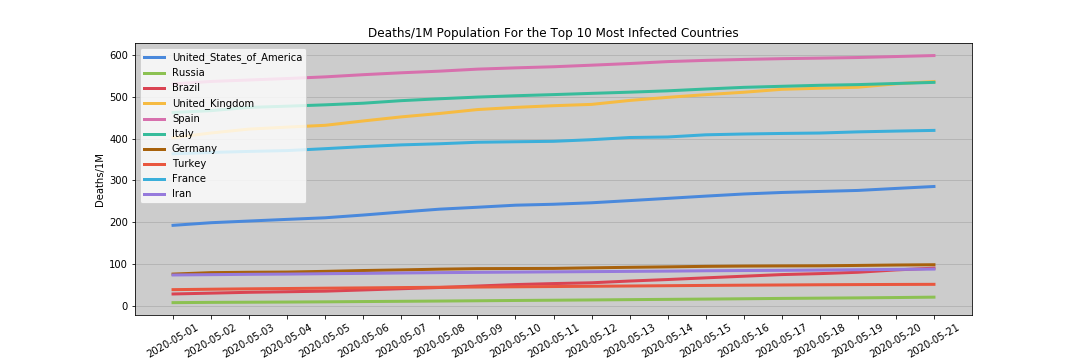 Deaths/1M Population For the Top 10 Most Infected Countries
Deaths/1M
600
500
400
300
200
100
0
United_States_of_America
Russia
Brazil
United_Kingdom
Spain
Italy
Germany
Turkey
France
Iran
2020-05-01
2020-05-02
2020-05-03
2020-05-04
2020-05-05
2020-05-06
2020-05-07
2020-05-08
2020-05-09
2020-05-10
2020-05-11
2020-05-12
2020-05-13
2020-05-14
2020-05-15
2020-05-16
2020-05-17
2020-05-18
2020-05-19
2020-05-20
2020-05-21